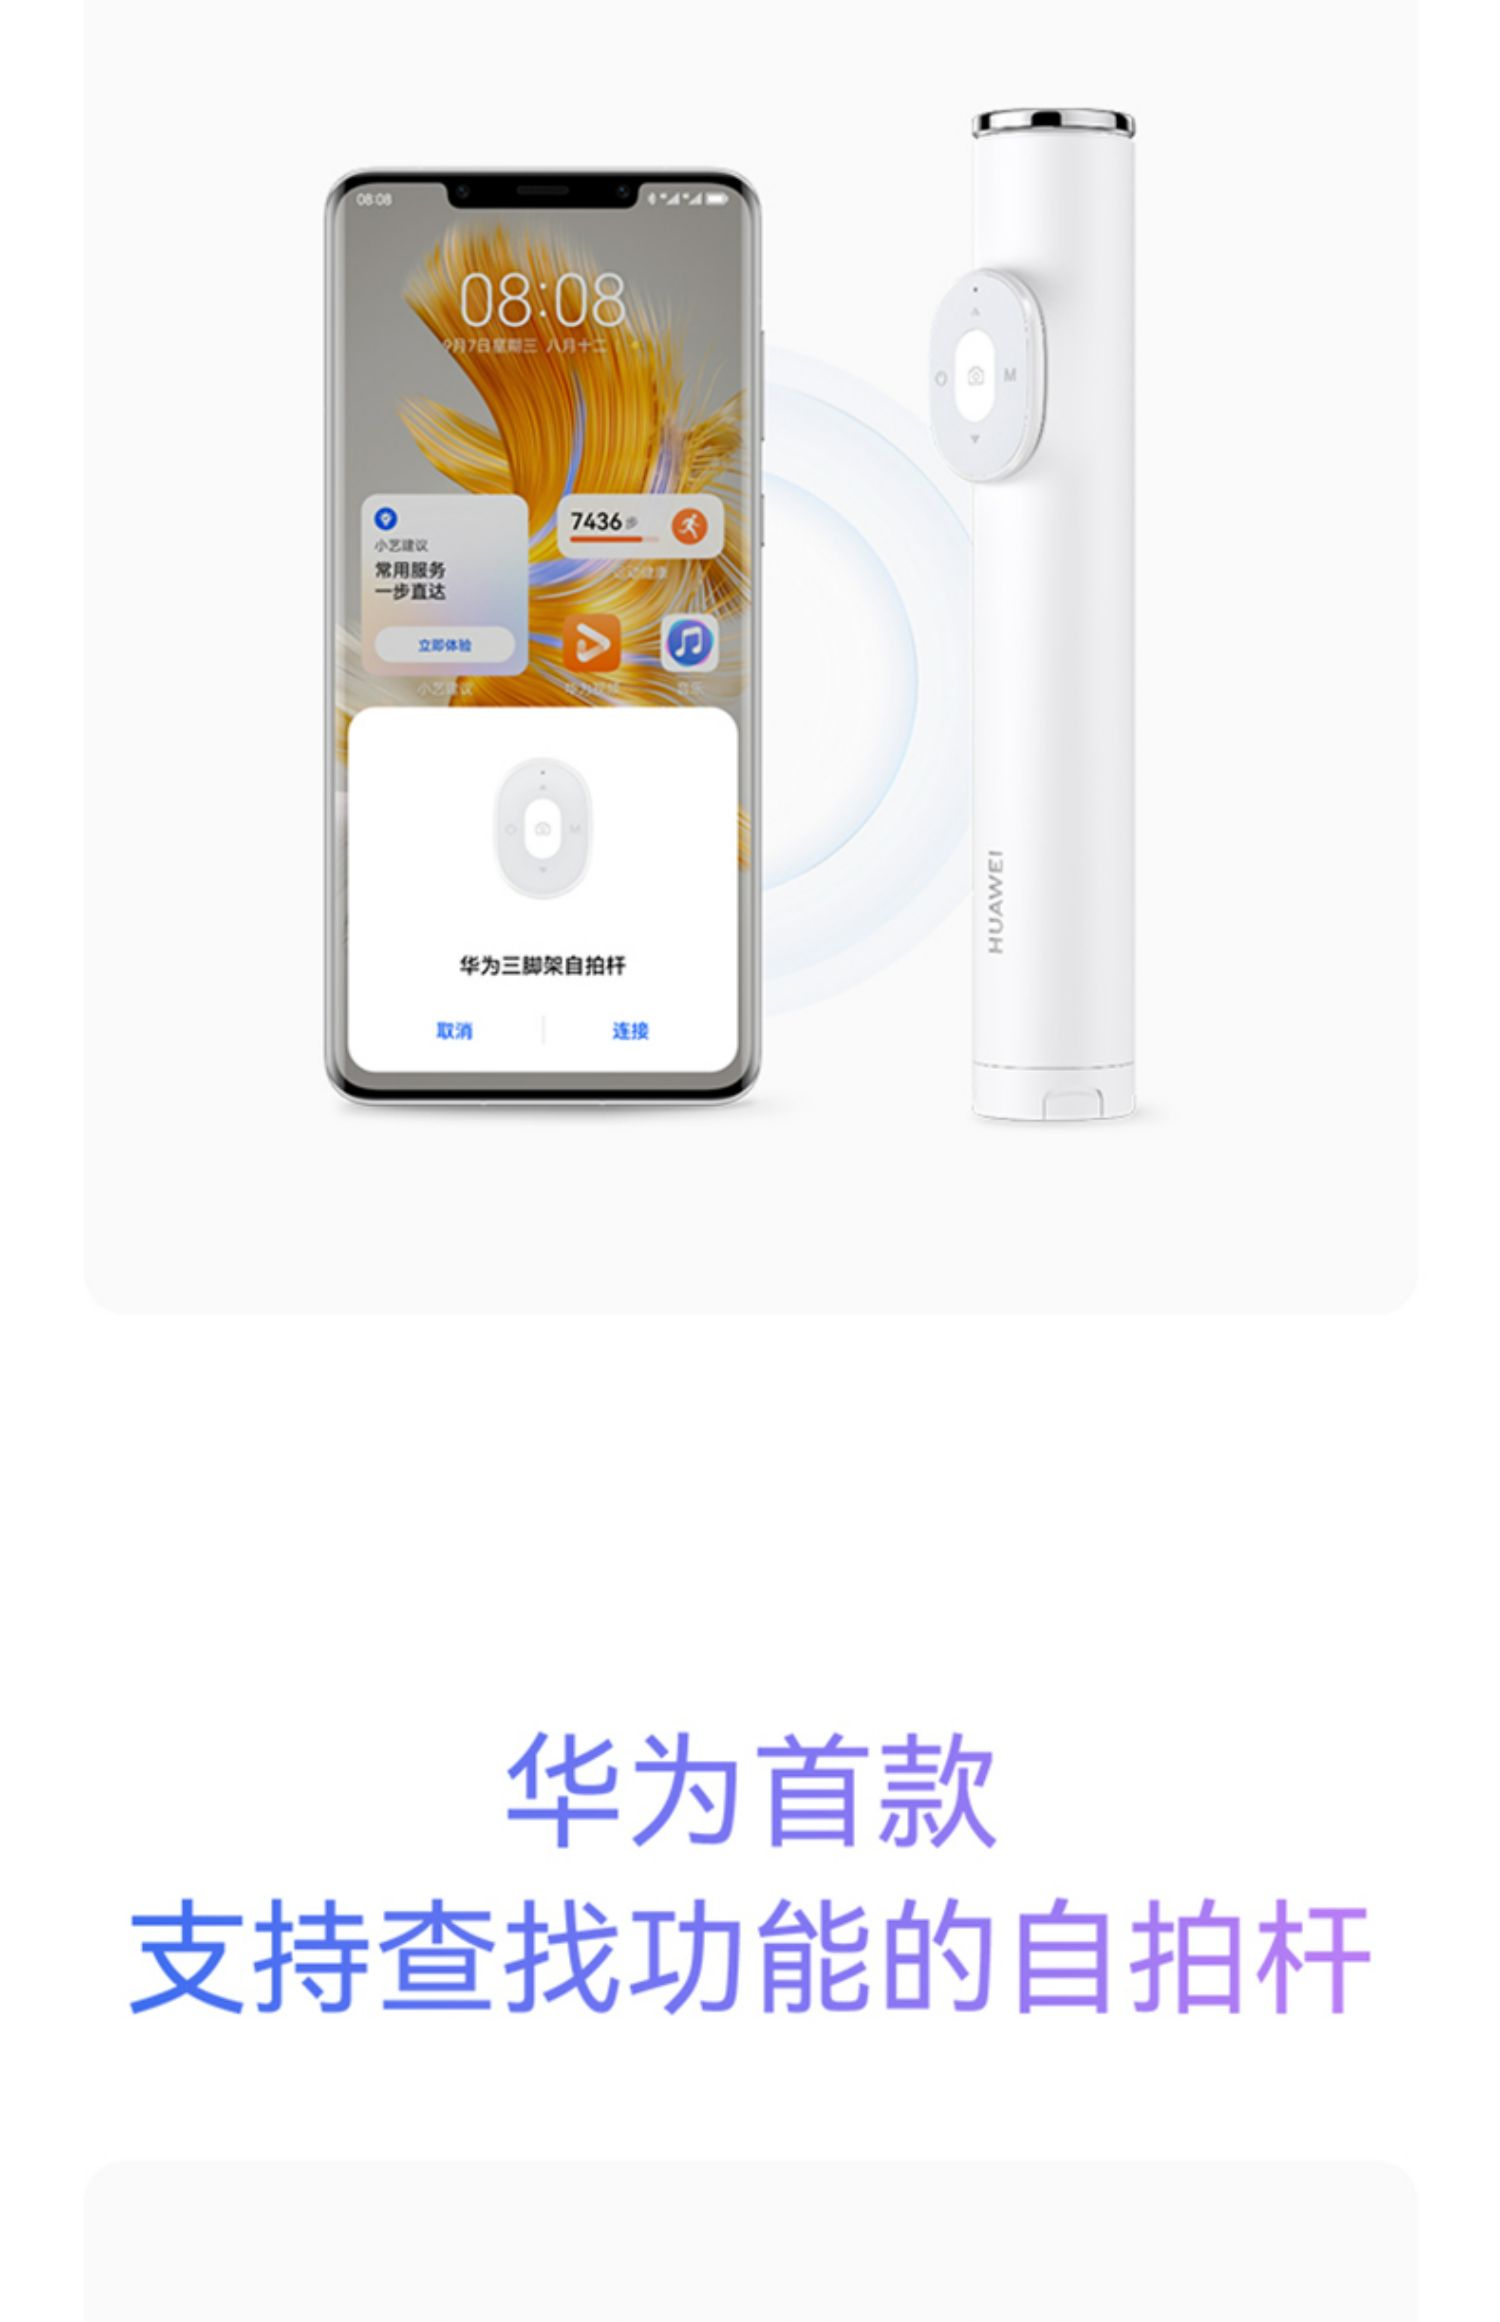 08:08
08:08
9月7日星期三 八月十二
小艺建议
常用服务
一步直达
立即体验
小艺建议
7436步
运动健康
华为视频
音乐
M
M
华为三脚架自拍杆
取消
连接
HUAWEI
华为首款
支持查找功能的自拍杆